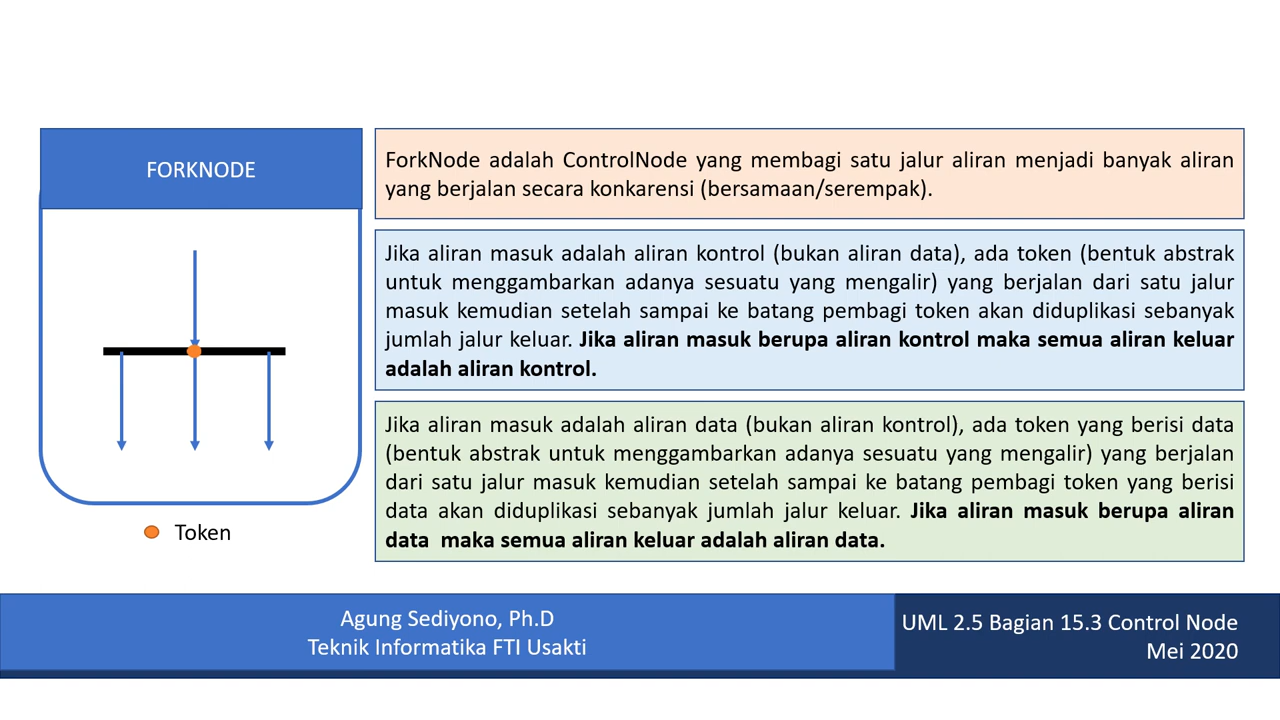 FORKNODE
Token
ForkNode adalah ControlNode yang membagi satu jalur aliran menjadi banyak aliran
yang berjalan secara konkarensi (bersamaan/serempak).
Jika aliran masuk adalah aliran kontrol (bukan aliran data), ada token (bentuk abstrak
untuk menggambarkan adanya sesuatu yang mengalir) yang berjalan dari satu jalur
masuk kemudian setelah sampai ke batang pembagi token akan diduplikasi sebanyak
jumlah jalur keluar. Jika aliran masuk berupa aliran kontrol maka semua aliran keluar
adalah aliran kontrol.
Jika aliran masuk adalah aliran data (bukan aliran kontrol), ada token yang berisi data
(bentuk abstrak untuk menggambarkan adanya sesuatu yang mengalir) yang berjalan
dari satu jalur masuk kemudian setelah sampai ke batang pembagi token yang berisi
data akan diduplikasi sebanyak jumlah jalur keluar. Jika aliran masuk berupa aliran
data maka semua aliran keluar adalah aliran data.
Agung Sediyono, Ph.D
Teknik Informatika FTI Usakti
UML 2.5 Bagian 15.3 Control Node
Mei 2020